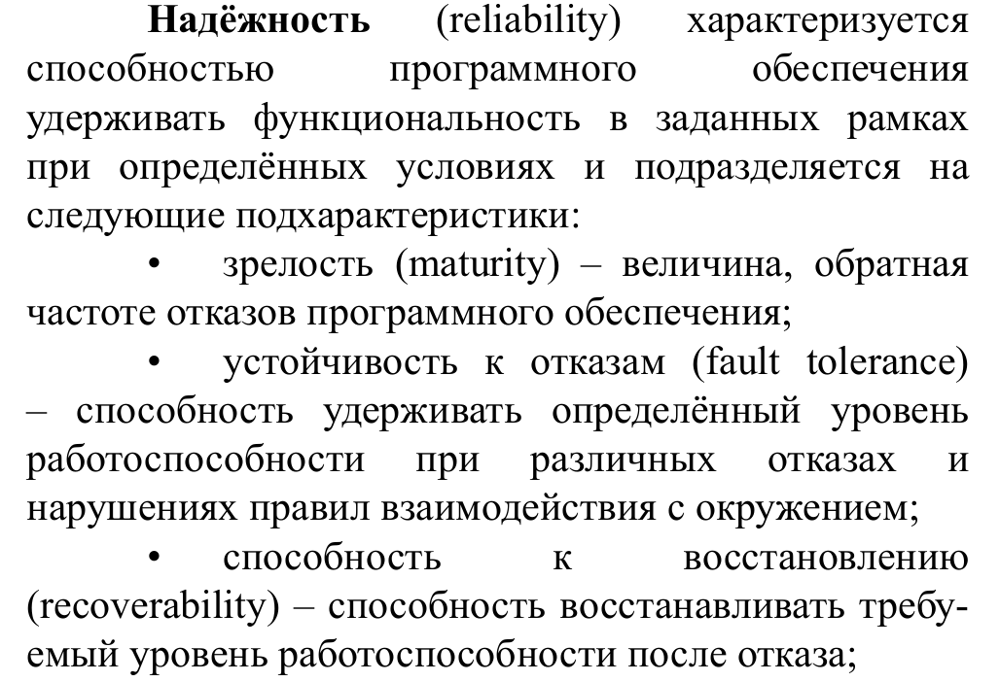 Надёжность (reliability) характеризуется
способностью программного обеспечения
удерживать функциональность в заданных рамках
при определённых условиях и подразделяется на
следующие подхарактеристики:
• зрелость (maturity) – величина, обратная
частоте отказов программного обеспечения;
• устойчивость к отказам (fault tolerance)
– способность удерживать определённый уровень
работоспособности при различных отказах и
нарушениях правил взаимодействия с окружением;
• способность к восстановлению
(recoverability) – способность восстанавливать требу-
емый уровень работоспособности после отказа;